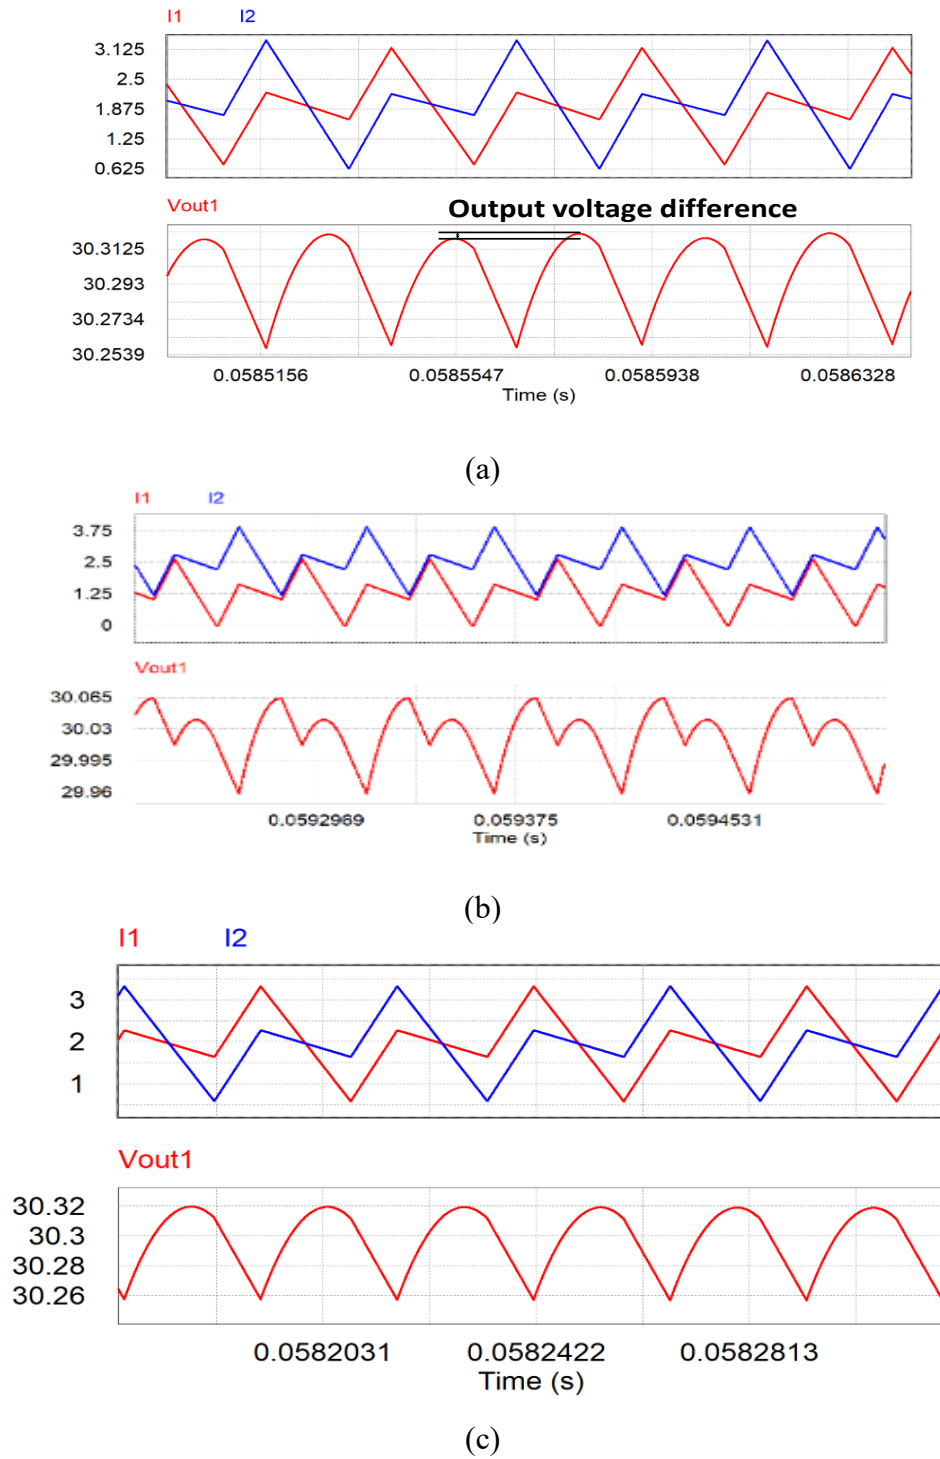 I1 I2
3.125
2.5
1.875
1.25
0.625
Vout1
Output voltage difference
30.3125
30.293
30.2734
30.2539
0.0585156 0.0585547 0.0585938 0.0586328
Time (s)
(a)
I1 I2
3.75
2.5
1.25
0
Vout1
30.065
30.03
29.995
29.96
0.0592969 0.059375 0.0594531
Time (s)
(b)
I1 I2
3
2
1
Vout1
30.32
30.3
30.28
30.26
0.0582031 0.0582422 0.0582813
Time (s)
(c)